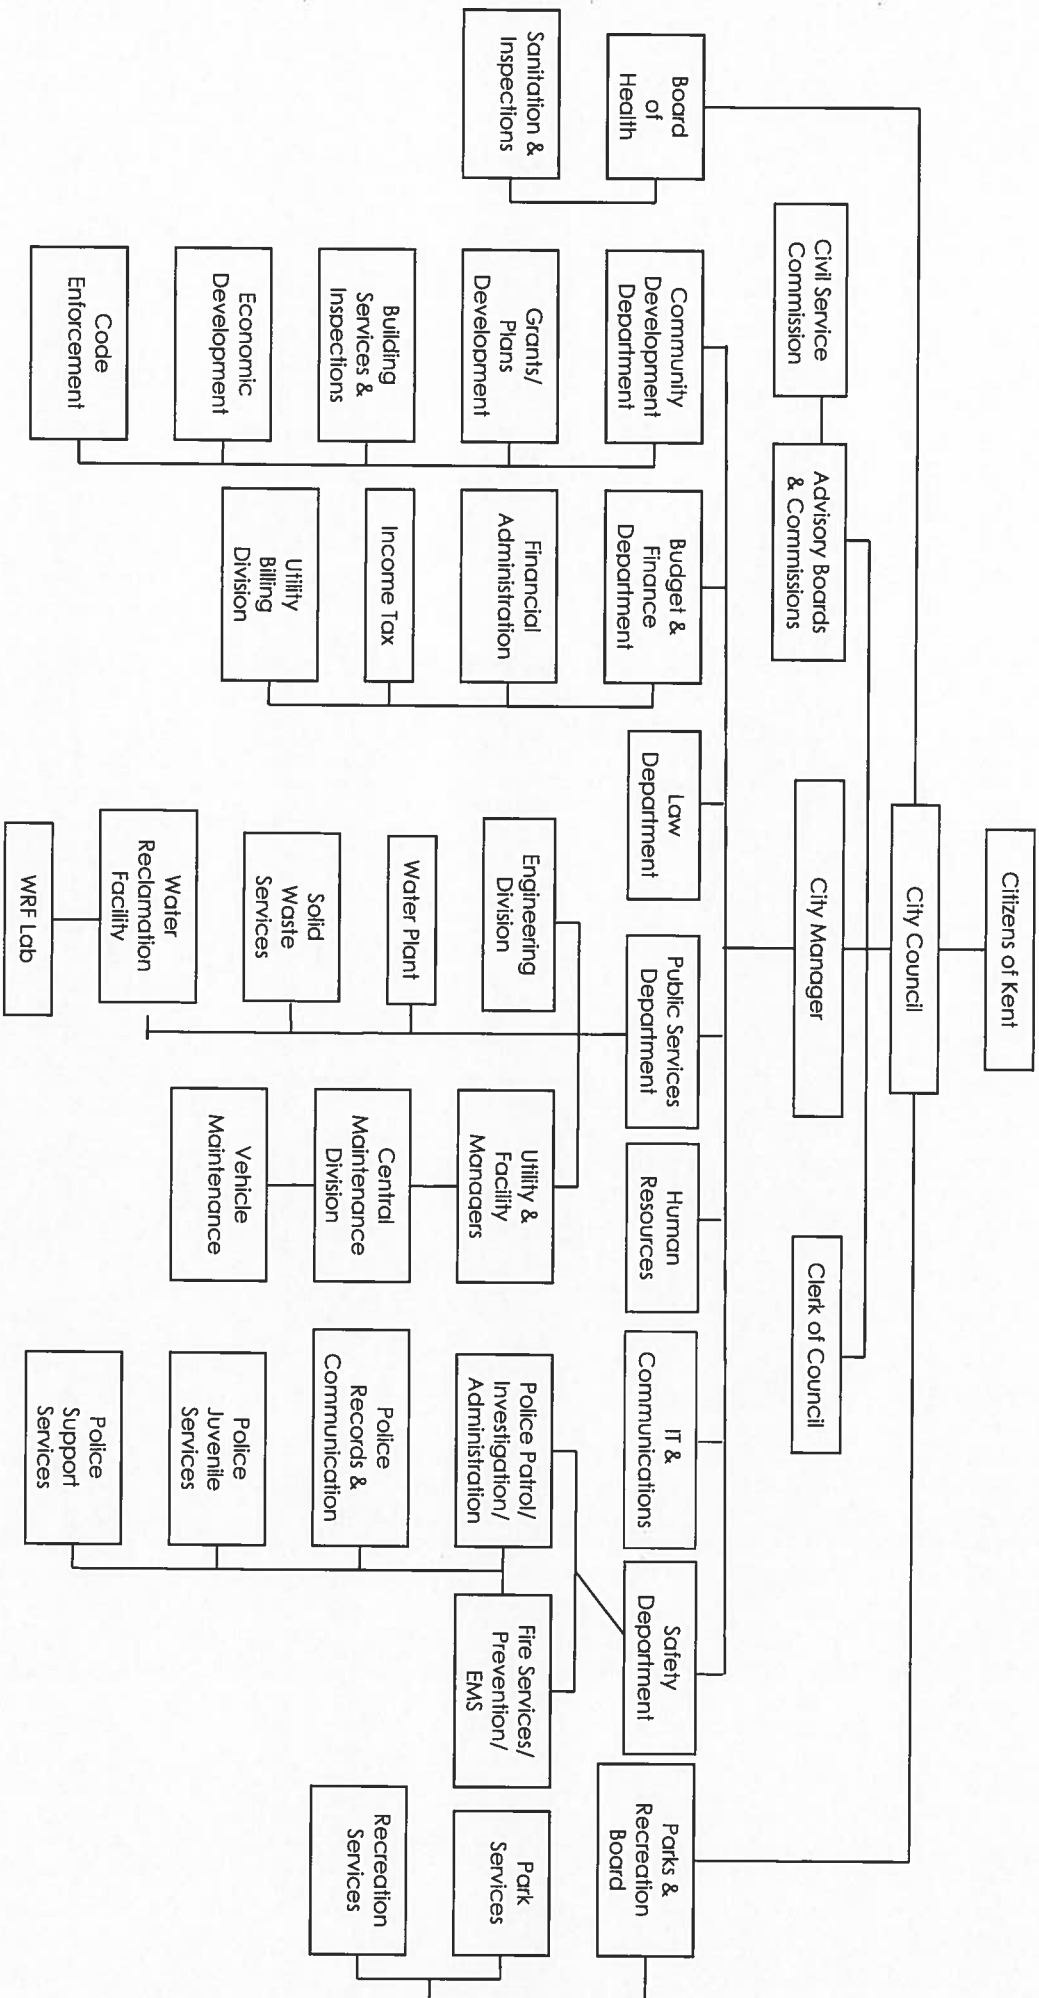 Citizens of Kent
City Council
City Manager
Clerk of Council
Advisory Boards
& Commissions
Civil Service
Commission
Board
of
Health
Sanitation &
Inspections
Community
Development
Department
Grants/
Plans
Development
Building
Services &
Inspections
Economic
Development
Code
Enforcement
Budget &
Finance
Department
Financial
Administration
Income Tax
Utility
Billing
Division
Law
Department
Public Services
Department
Engineering
Division
Water Plant
Solid
Waste
Services
Water
Reclamation
Facility
WRF Lab
Utility &
Facility
Managers
Central
Maintenance
Division
Vehicle
Maintenance
Human
Resources
IT &
Communications
Safety
Department
Police Patrol/
Investigation/
Administration
Police
Records &
Communication
Police
Juvenile
Services
Police
Support
Services
Fire Services/
Prevention/
EMS
Parks &
Recreation
Board
Park
Services
Recreation
Services